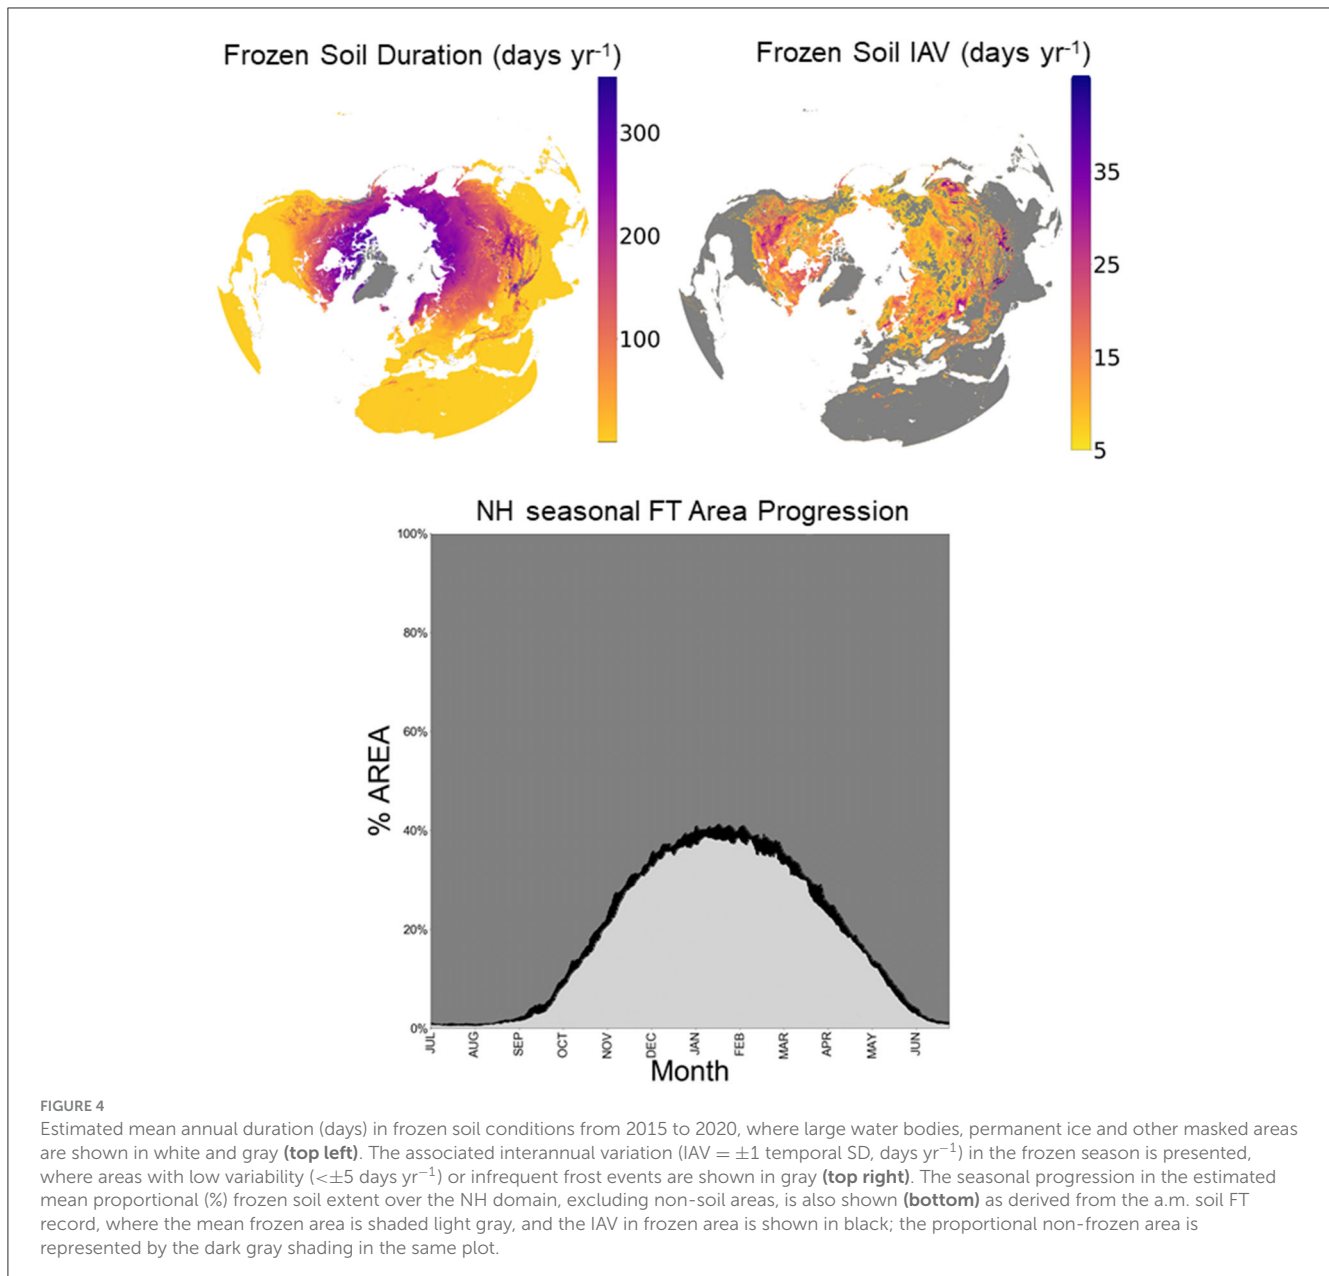 Frozen Soil Duration (days yr⁻¹)
Frozen Soil IAV (days yr⁻¹)
300
200
100
35
25
15
5
NH seasonal FT Area Progression
100%
80%
60%
40%
20%
0%
% AREA
JUL
AUG
SEP
OCT
NOV
DEC
JAN
FEB
MAR
APR
MAY
JUN
Month
FIGURE 4
Estimated mean annual duration (days) in frozen soil conditions from 2015 to 2020, where large water bodies, permanent ice and other masked areas
are shown in white and gray (top left). The associated interannual variation (IAV = ±1 temporal SD, days yr⁻¹) in the frozen season is presented,
where areas with low variability (<±5 days yr⁻¹) or infrequent frost events are shown in gray (top right). The seasonal progression in the estimated
mean proportional (%) frozen soil extent over the NH domain, excluding non-soil areas, is also shown (bottom) as derived from the a.m. soil FT
record, where the mean frozen area is shaded light gray, and the IAV in frozen area is shown in black; the proportional non-frozen area is
represented by the dark gray shading in the same plot.